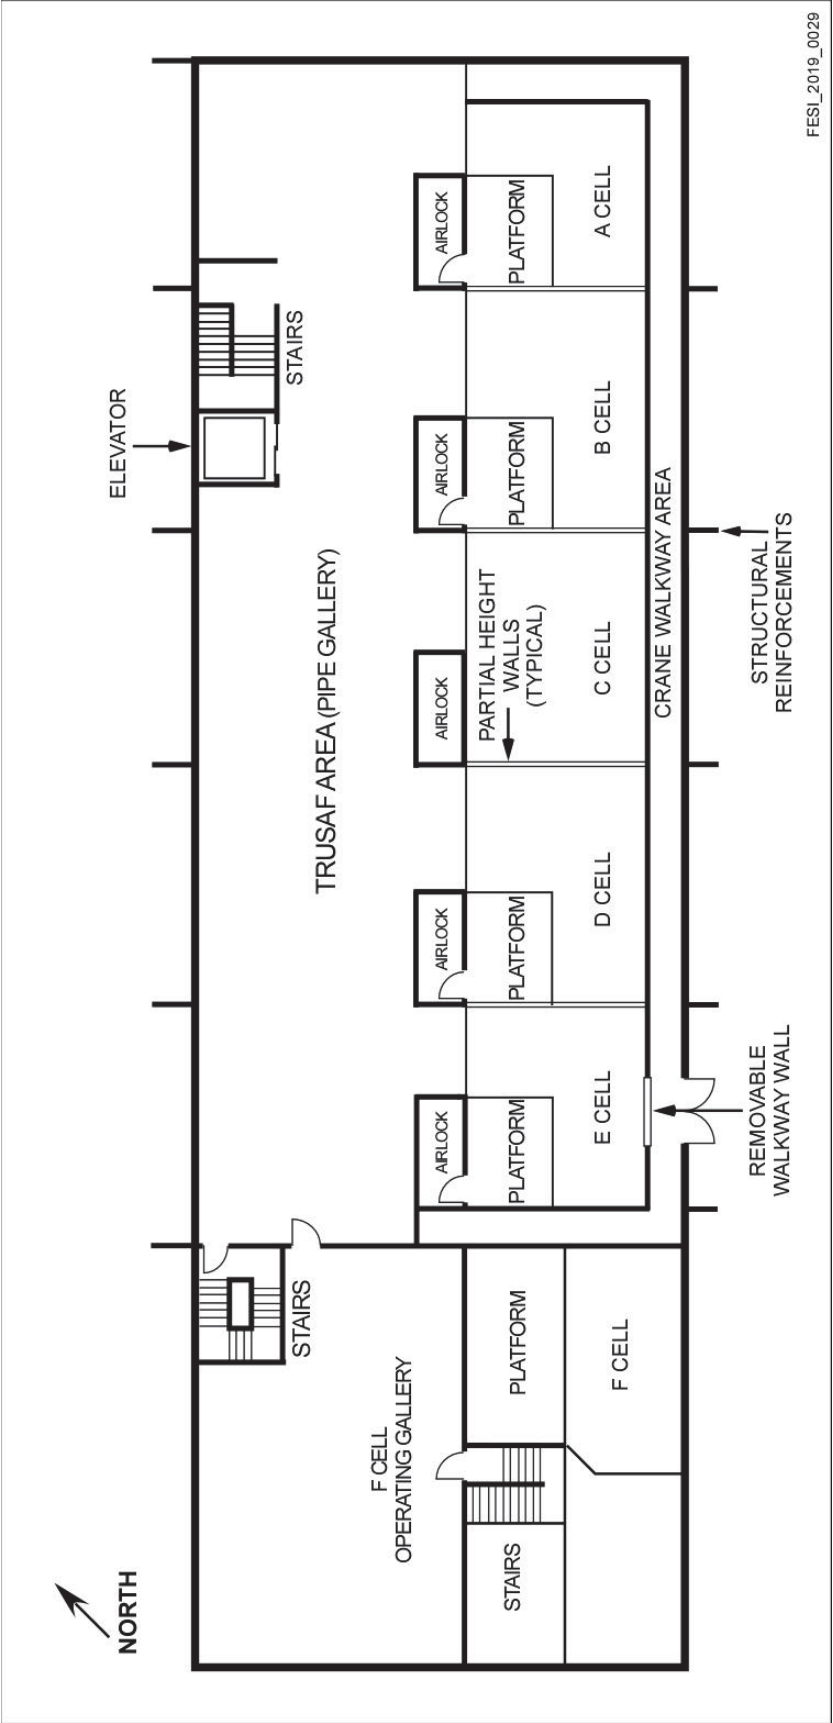 NORTH
ELEVATOR
STAIRS
STAIRS
TRUSAF AREA (PIPE GALLERY)
F CELL
OPERATING GALLERY
AIRLOCK
AIRLOCK
AIRLOCK
AIRLOCK
AIRLOCK
PARTIAL HEIGHT
WALLS
(TYPICAL)
STAIRS
PLATFORM
PLATFORM
PLATFORM
PLATFORM
PLATFORM
F CELL
E CELL
D CELL
C CELL
B CELL
A CELL
CRANE WALKWAY AREA
REMOVABLE
WALKWAY WALL
STRUCTURAL
REINFORCEMENTS
FESI_2019_0029